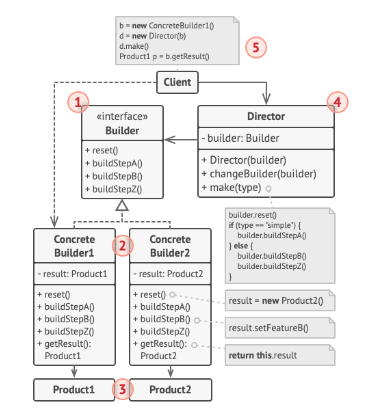 b = new ConcreteBuilder1()
d = new Director(b)
d.make()
Product1 p = b.getResult()
5
Client
1
«interface»
Builder
+ reset()
+ buildStepA()
+ buildStepB()
+ buildStepZ()
4
Director
- builder: Builder
+ Director(builder)
+ changeBuilder(builder)
+ make(type)
builder.reset()
if (type == "simple") {
builder.buildStepA()
} else {
builder.buildStepB()
builder.buildStepZ()
}
2
Concrete
Builder1
- result: Product1
+ reset()
+ buildStepA()
+ buildStepB()
+ buildStepZ()
+ getResult():
Product1
Concrete
Builder2
- result: Product2
+ reset()
+ buildStepA()
+ buildStepB()
+ buildStepZ()
+ getResult():
Product2
result = new Product2()
result.setFeatureB()
return this.result
Product1
3
Product2